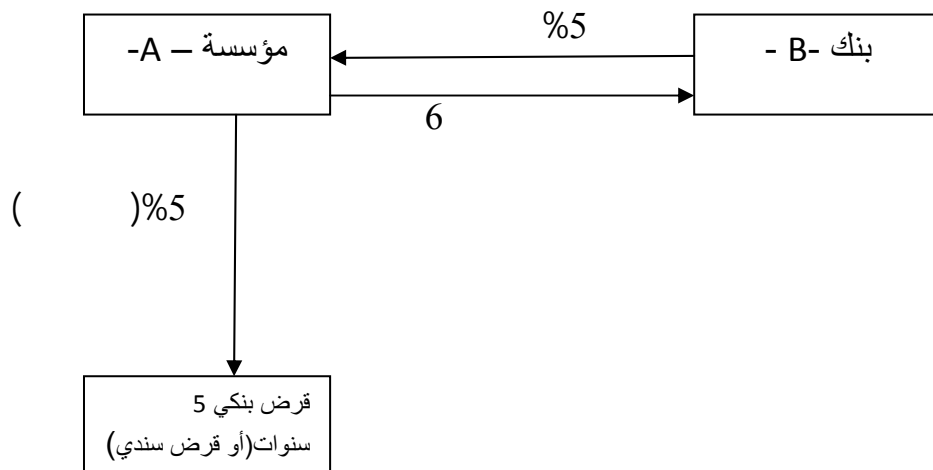 %5
مؤسسة – A-
بنك -B -
6
%5( )
قرض بنكي 5
سنوات(أو قرض سندي)